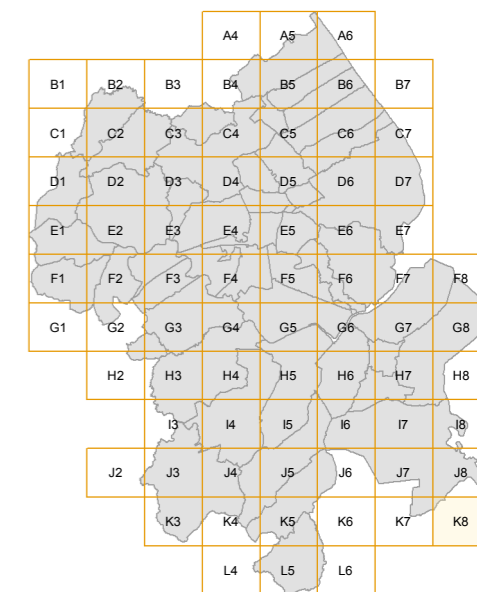 A4 A5 A6
B1 B2 B3 B4 B5 B6 B7
C1 C2 C3 C4 C5 C6 C7
D1 D2 D3 D4 D5 D6 D7
E1 E2 E3 E4 E5 E6 E7
F1 F2 F3 F4 F5 F6 F7 F8
G1 G2 G3 G4 G5 G6 G7 G8
H2 H3 H4 H5 H6 H7 H8
I3 I4 I5 I6 I7 I8
J2 J3 J4 J5 J6 J7 J8
K3 K4 K5 K6 K7 K8
L4 L5 L6